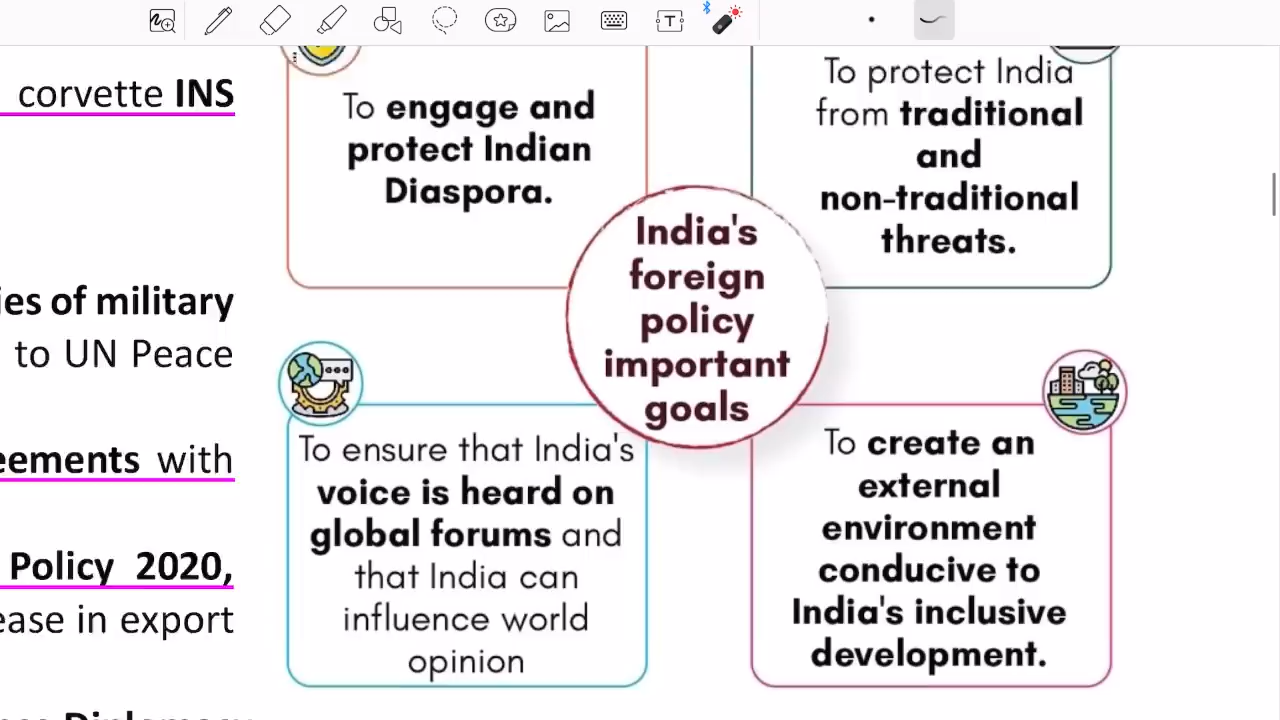 corvette INS
ies of military
to UN Peace
eements with
Policy 2020,
ease in export
To engage and
protect Indian
Diaspora.
To protect India
from traditional
and
non-traditional
threats.
India's
foreign
policy
important
goals
To ensure that India's
voice is heard on
global forums and
that India can
influence world
opinion
To create an
external
environment
conducive to
India's inclusive
development.